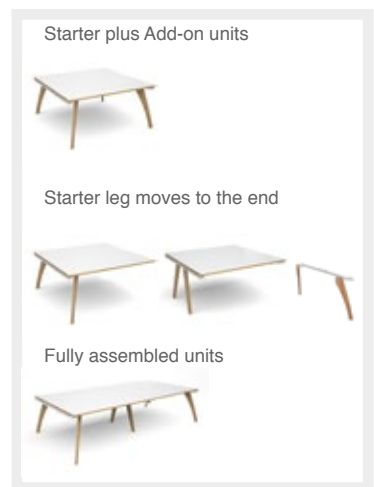 Starter plus Add-on units
Starter leg moves to the end
Fully assembled units